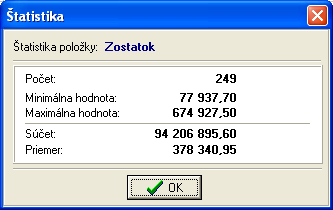 Štatistika
Štatistika položky: Zostatok
Počet: 249
Minimálna hodnota: 77 937,70
Maximálna hodnota: 674 927,50
Súčet: 94 206 895,60
Priemer: 378 340,95
OK